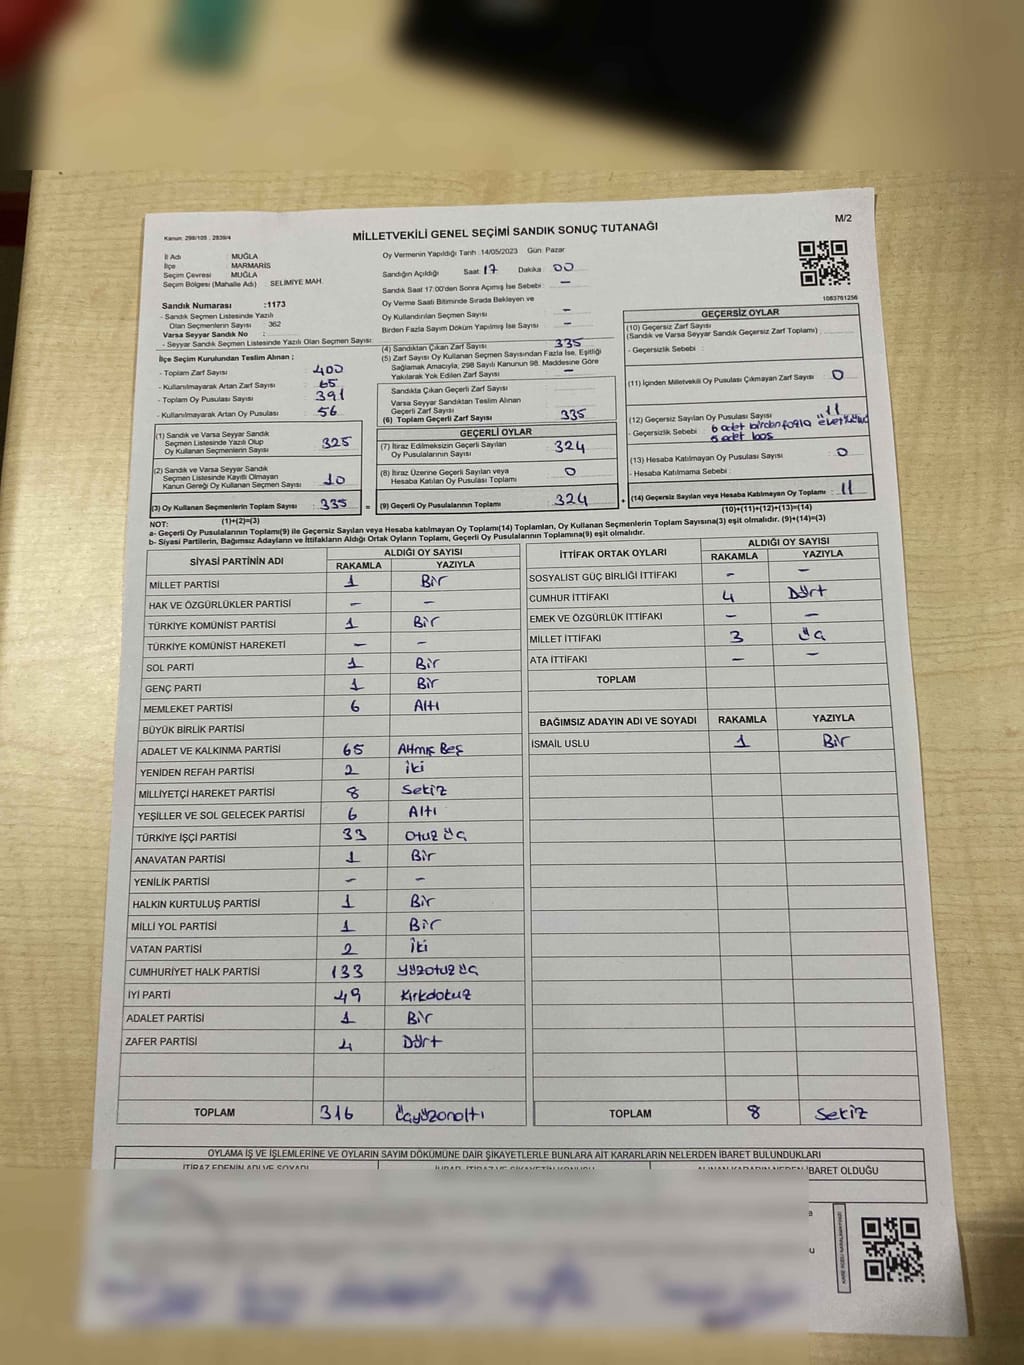 M/2
Kanun: 298/105 , 2839/4
MİLLETVEKİLİ GENEL SEÇİMİ SANDIK SONUÇ TUTANAĞI
İl Adı : MUĞLA
İlçe : MARMARİS
Seçim Çevresi : MUĞLA
Seçim Bölgesi (Mahalle Adı) : SELİMİYE MAH.
Sandık Numarası :1173
- Sandık Seçmen Listesinde Yazılı
Olan Seçmenlerin Sayısı : 362
Varsa Seyyar Sandık No :
- Seyyar Sandık Seçmen Listesinde Yazılı Olan Seçmen Sayısı:
Oy Vermenin Yapıldığı Tarih :14/05/2023 Gün: Pazar
Sandığın Açıldığı Saat 17 Dakika 00
Sandık Saat 17:00'den Sonra Açımış İse Sebebi : –
Oy Verme Saati Bitiminde Sırada Bekleyen ve
Oy Kullandırılan Seçmen Sayısı –
Birden Fazla Sayım Döküm Yapılmış İse Sayısı –
1083761256
İlçe Seçim Kurulundan Teslim Alınan ;
- Toplam Zarf Sayısı 400
- Kullanılmayarak Artan Zarf Sayısı : 65
- Toplam Oy Pusulası Sayısı : 391
- Kullanılmayarak Artan Oy Pusulası : 56
(1) Sandık ve Varsa Seyyar Sandık
Seçmen Listesinde Yazılı Olup
Oy Kullanan Seçmenlerin Sayısı 325
(2) Sandık ve Varsa Seyyar Sandık
Seçmen Listesinde Kayıtlı Olmayan
Kanun Gereği Oy Kullanan Seçmen Sayısı 10
(3) Oy Kullanan Seçmenlerin Toplam Sayısı : 335
(1)+(2)=(3)
(4) Sandıktan Çıkan Zarf Sayısı 335
(5) Zarf Sayısı Oy Kullanan Seçmen Sayısından Fazla İse, Eşitliği
Sağlamak Amacıyla; 298 Sayılı Kanunun 98. Maddesine Göre
Yakılarak Yok Edilen Zarf Sayısı –
Sandıkta Çıkan Geçerli Zarf Sayısı
Varsa Seyyar Sandıktan Teslim Alınan
Geçerli Zarf Sayısı
(6) Toplam Geçerli Zarf Sayısı 335
GEÇERLİ OYLAR
(7) İtiraz Edilmeksizin Geçerli Sayılan
Oy Pusulalarının Sayısı 324
(8) İtiraz Üzerine Geçerli Sayılan veya
Hesaba Katılan Oy Pusulası Toplamı 0
= (9) Geçerli Oy Pusulalarının Toplamı 324
GEÇERSİZ OYLAR
(10) Geçersiz Zarf Sayısı
(Sandık ve Varsa Seyyar Sandık Geçersiz Zarf Toplamı)
- Geçersizlik Sebebi :
(11) İçinden Milletvekili Oy Pusulası Çıkmayan Zarf Sayısı 0
(12) Geçersiz Sayılan Oy Pusulası Sayısı 11
- Geçersizlik Sebebi : 6 adet birden fazla
adet boş
(13) Hesaba Katılmayan Oy Pusulası Sayısı 0
- Hesaba Katılmama Sebebi :
+ (14) Geçersiz Sayılan veya Hesaba Katılmayan Oy Toplamı 11
(10)+(11)+(12)+(13)=(14)
NOT:
a- Geçerli Oy Pusulalarının Toplamı(9) ile Geçersiz Sayılan veya Hesaba katılmayan Oy Toplamı(14) Toplamları, Oy Kullanan Seçmenlerin Toplam Sayısına(3) eşit olmalıdır. (9)+(14)=(3)
b- Siyasi Partilerin, Bağımsız Adayların ve İttifakların Aldığı Ortak Oyların Toplamı, Geçerli Oy Pusulalarının Toplamına(9) eşit olmalıdır.
SİYASİ PARTİNİN ADI ALDIĞI OY SAYISI
RAKAMLA YAZIYLA
MİLLET PARTİSİ 1 Bir
HAK VE ÖZGÜRLÜKLER PARTİSİ – –
TÜRKİYE KOMÜNİST PARTİSİ 1 Bir
TÜRKİYE KOMÜNİST HAREKETİ – –
SOL PARTİ 1 Bir
GENÇ PARTİ 1 Bir
MEMLEKET PARTİSİ 6 Altı
BÜYÜK BİRLİK PARTİSİ
ADALET VE KALKINMA PARTİSİ 65 Altmış Beş
YENİDEN REFAH PARTİSİ 2 İki
MİLLİYETÇİ HAREKET PARTİSİ 8 Sekiz
YEŞİLLER VE SOL GELECEK PARTİSİ 6 Altı
TÜRKİYE İŞÇİ PARTİSİ 33 Otuz üç
ANAVATAN PARTİSİ 1 Bir
YENİLİK PARTİSİ – –
HALKIN KURTULUŞ PARTİSİ 1 Bir
MİLLİ YOL PARTİSİ 1 Bir
VATAN PARTİSİ 2 İki
CUMHURİYET HALK PARTİSİ 133 Yüzotuz üç
İYİ PARTİ 49 Kırkdokuz
ADALET PARTİSİ 1 Bir
ZAFER PARTİSİ 4 Dört
TOPLAM 316 Üçyüzonaltı
İTTİFAK ORTAK OYLARI ALDIĞI OY SAYISI
RAKAMLA YAZIYLA
SOSYALİST GÜÇ BİRLİĞİ İTTİFAKI – –
CUMHUR İTTİFAKI 4 Dört
EMEK VE ÖZGÜRLÜK İTTİFAKI – –
MİLLET İTTİFAKI 3 Üç
ATA İTTİFAKI – –
TOPLAM
BAĞIMSIZ ADAYIN ADI VE SOYADI RAKAMLA YAZIYLA
İSMAİL USLU 1 Bir
TOPLAM 8 Sekiz
OYLAMA İŞ VE İŞLEMLERİNE VE OYLARIN SAYIM DÖKÜMÜNE DAİR ŞİKAYETLERLE BUNLARA AİT KARARLARIN NELERDEN İBARET BULUNDUKLARI
İTİRAZ EDENİN ADI VE SOYADI
İBARET OLDUĞU